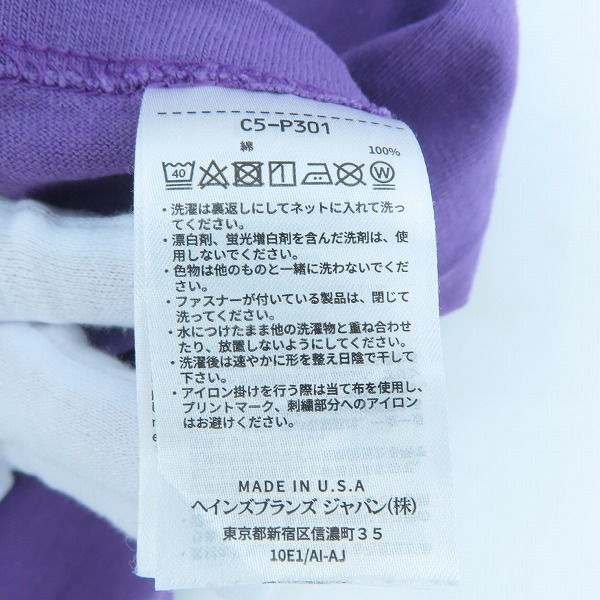 C5-P301
綿 100%
40 W
・洗濯は裏返しにしてネットに入れて洗っ
てください。
・漂白剤、蛍光増白剤を含んだ洗剤は、使
用しないでください。
・色物は他のものと一緒に洗わないでくだ
さい。
・ファスナーが付いている製品は、閉じて
洗ってください。
・水につけたまま他の洗濯物と重ね合わせ
たり、放置しないようにしてください。
・洗濯後は速やかに形を整え日陰で干して
下さい。
・アイロン掛けを行う際は当て布を使用し、
プリントマーク、刺繍部分へのアイロン
はお避けください。
MADE IN U.S.A
ヘインズブランズ ジャパン(株)
東京都新宿区信濃町35
10E1/AI-AJ